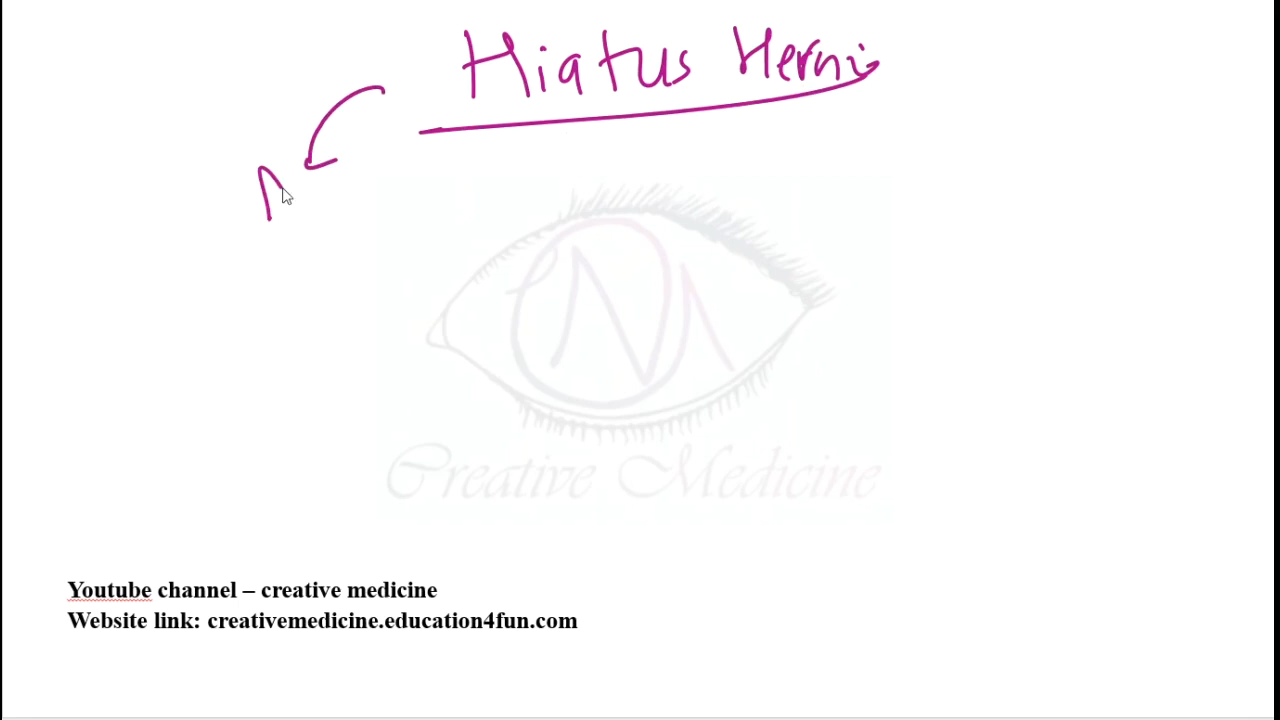 Hiatus Herni
Creative Medicine
Youtube channel – creative medicine
Website link: creativemedicine.education4fun.com